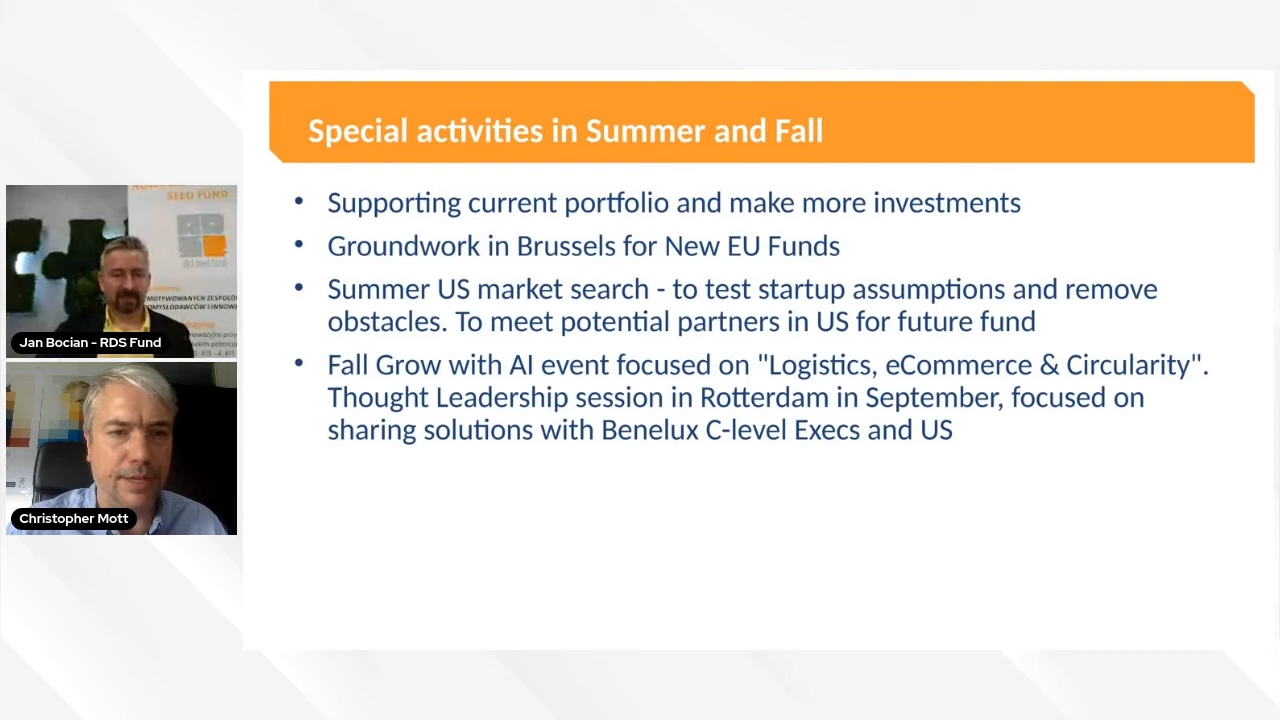 Special activities in Summer and Fall
• Supporting current portfolio and make more investments
• Groundwork in Brussels for New EU Funds
• Summer US market search - to test startup assumptions and remove
obstacles. To meet potential partners in US for future fund
• Fall Grow with AI event focused on "Logistics, eCommerce & Circularity".
Thought Leadership session in Rotterdam in September, focused on
sharing solutions with Benelux C-level Execs and US
SEED FUND
ZMOTYWOWANYCH
Jan Bocian - RDS Fund
Christopher Mott